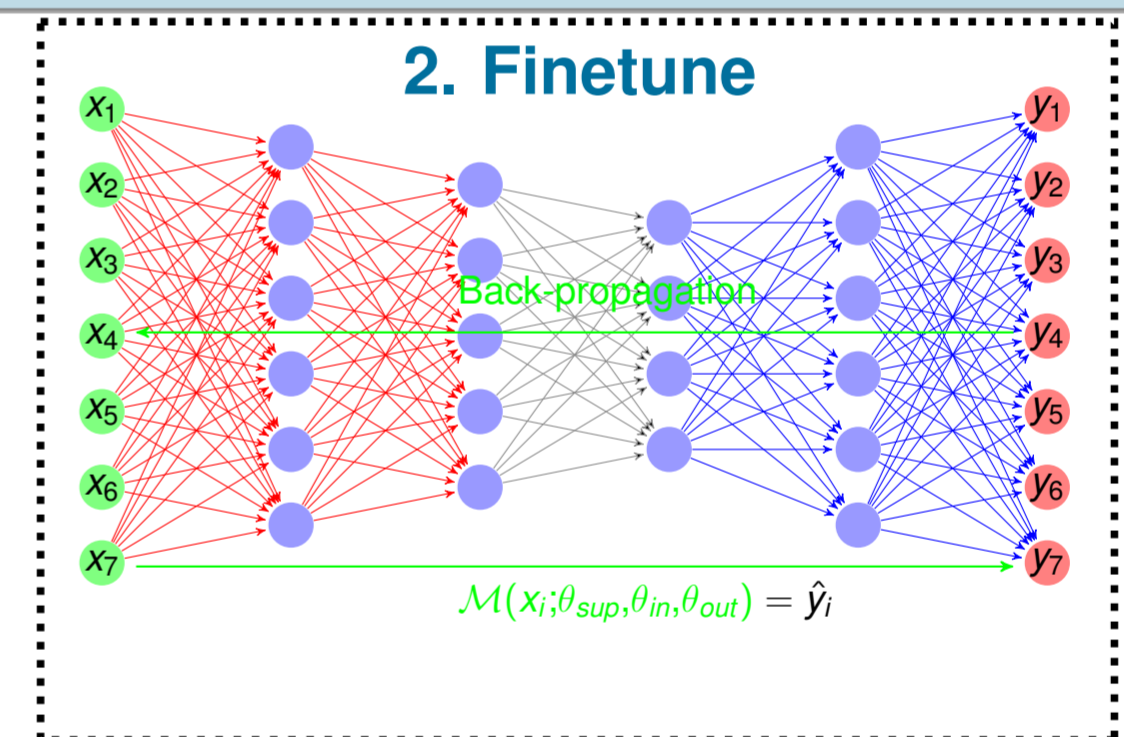 2. Finetune
x1
x2
x3
x4
x5
x6
x7
Back-propagation
y1
y2
y3
y4
y5
y6
y7
ℳ(xi;θsup,θin,θout) = ŷi